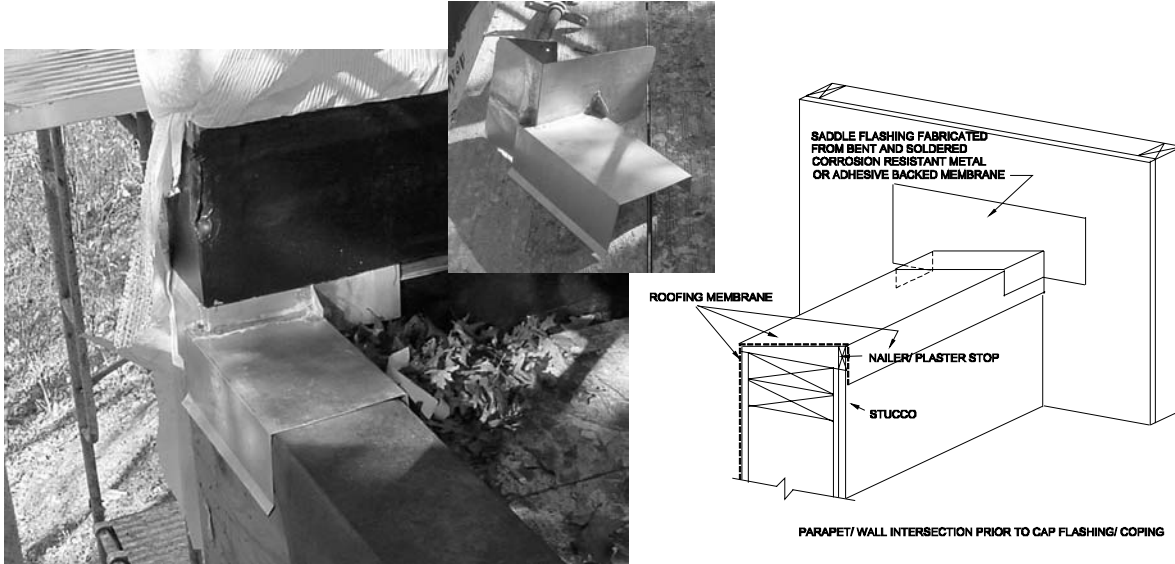 SADDLE FLASHING FABRICATED
FROM BENT AND SOLDERED
CORROSION RESISTANT METAL
OR ADHESIVE BACKED MEMBRANE
ROOFING MEMBRANE
NAILER/ PLASTER STOP
STUCCO
PARAPET/ WALL INTERSECTION PRIOR TO CAP FLASHING/ COPING